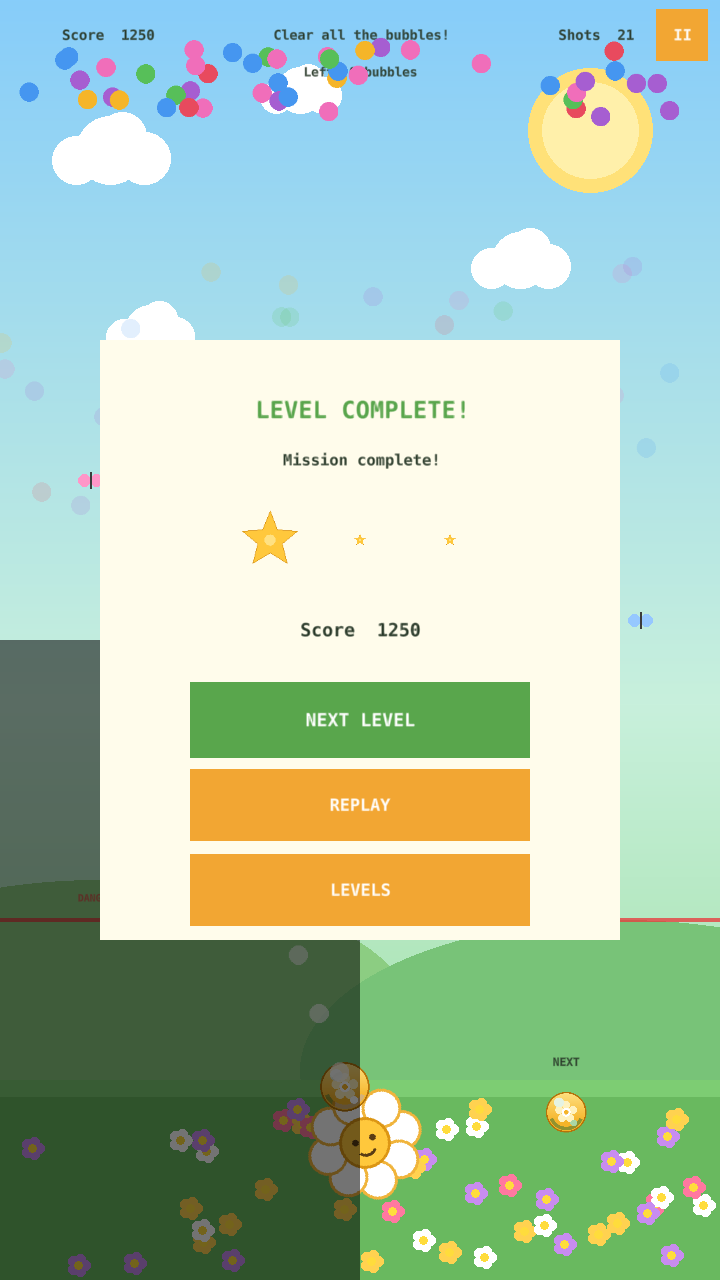 Score 1250
Clear all the bubbles!
Shots 21
II
bubbles
LEVEL COMPLETE!
Mission complete!
Score 1250
NEXT LEVEL
REPLAY
LEVELS
NEXT